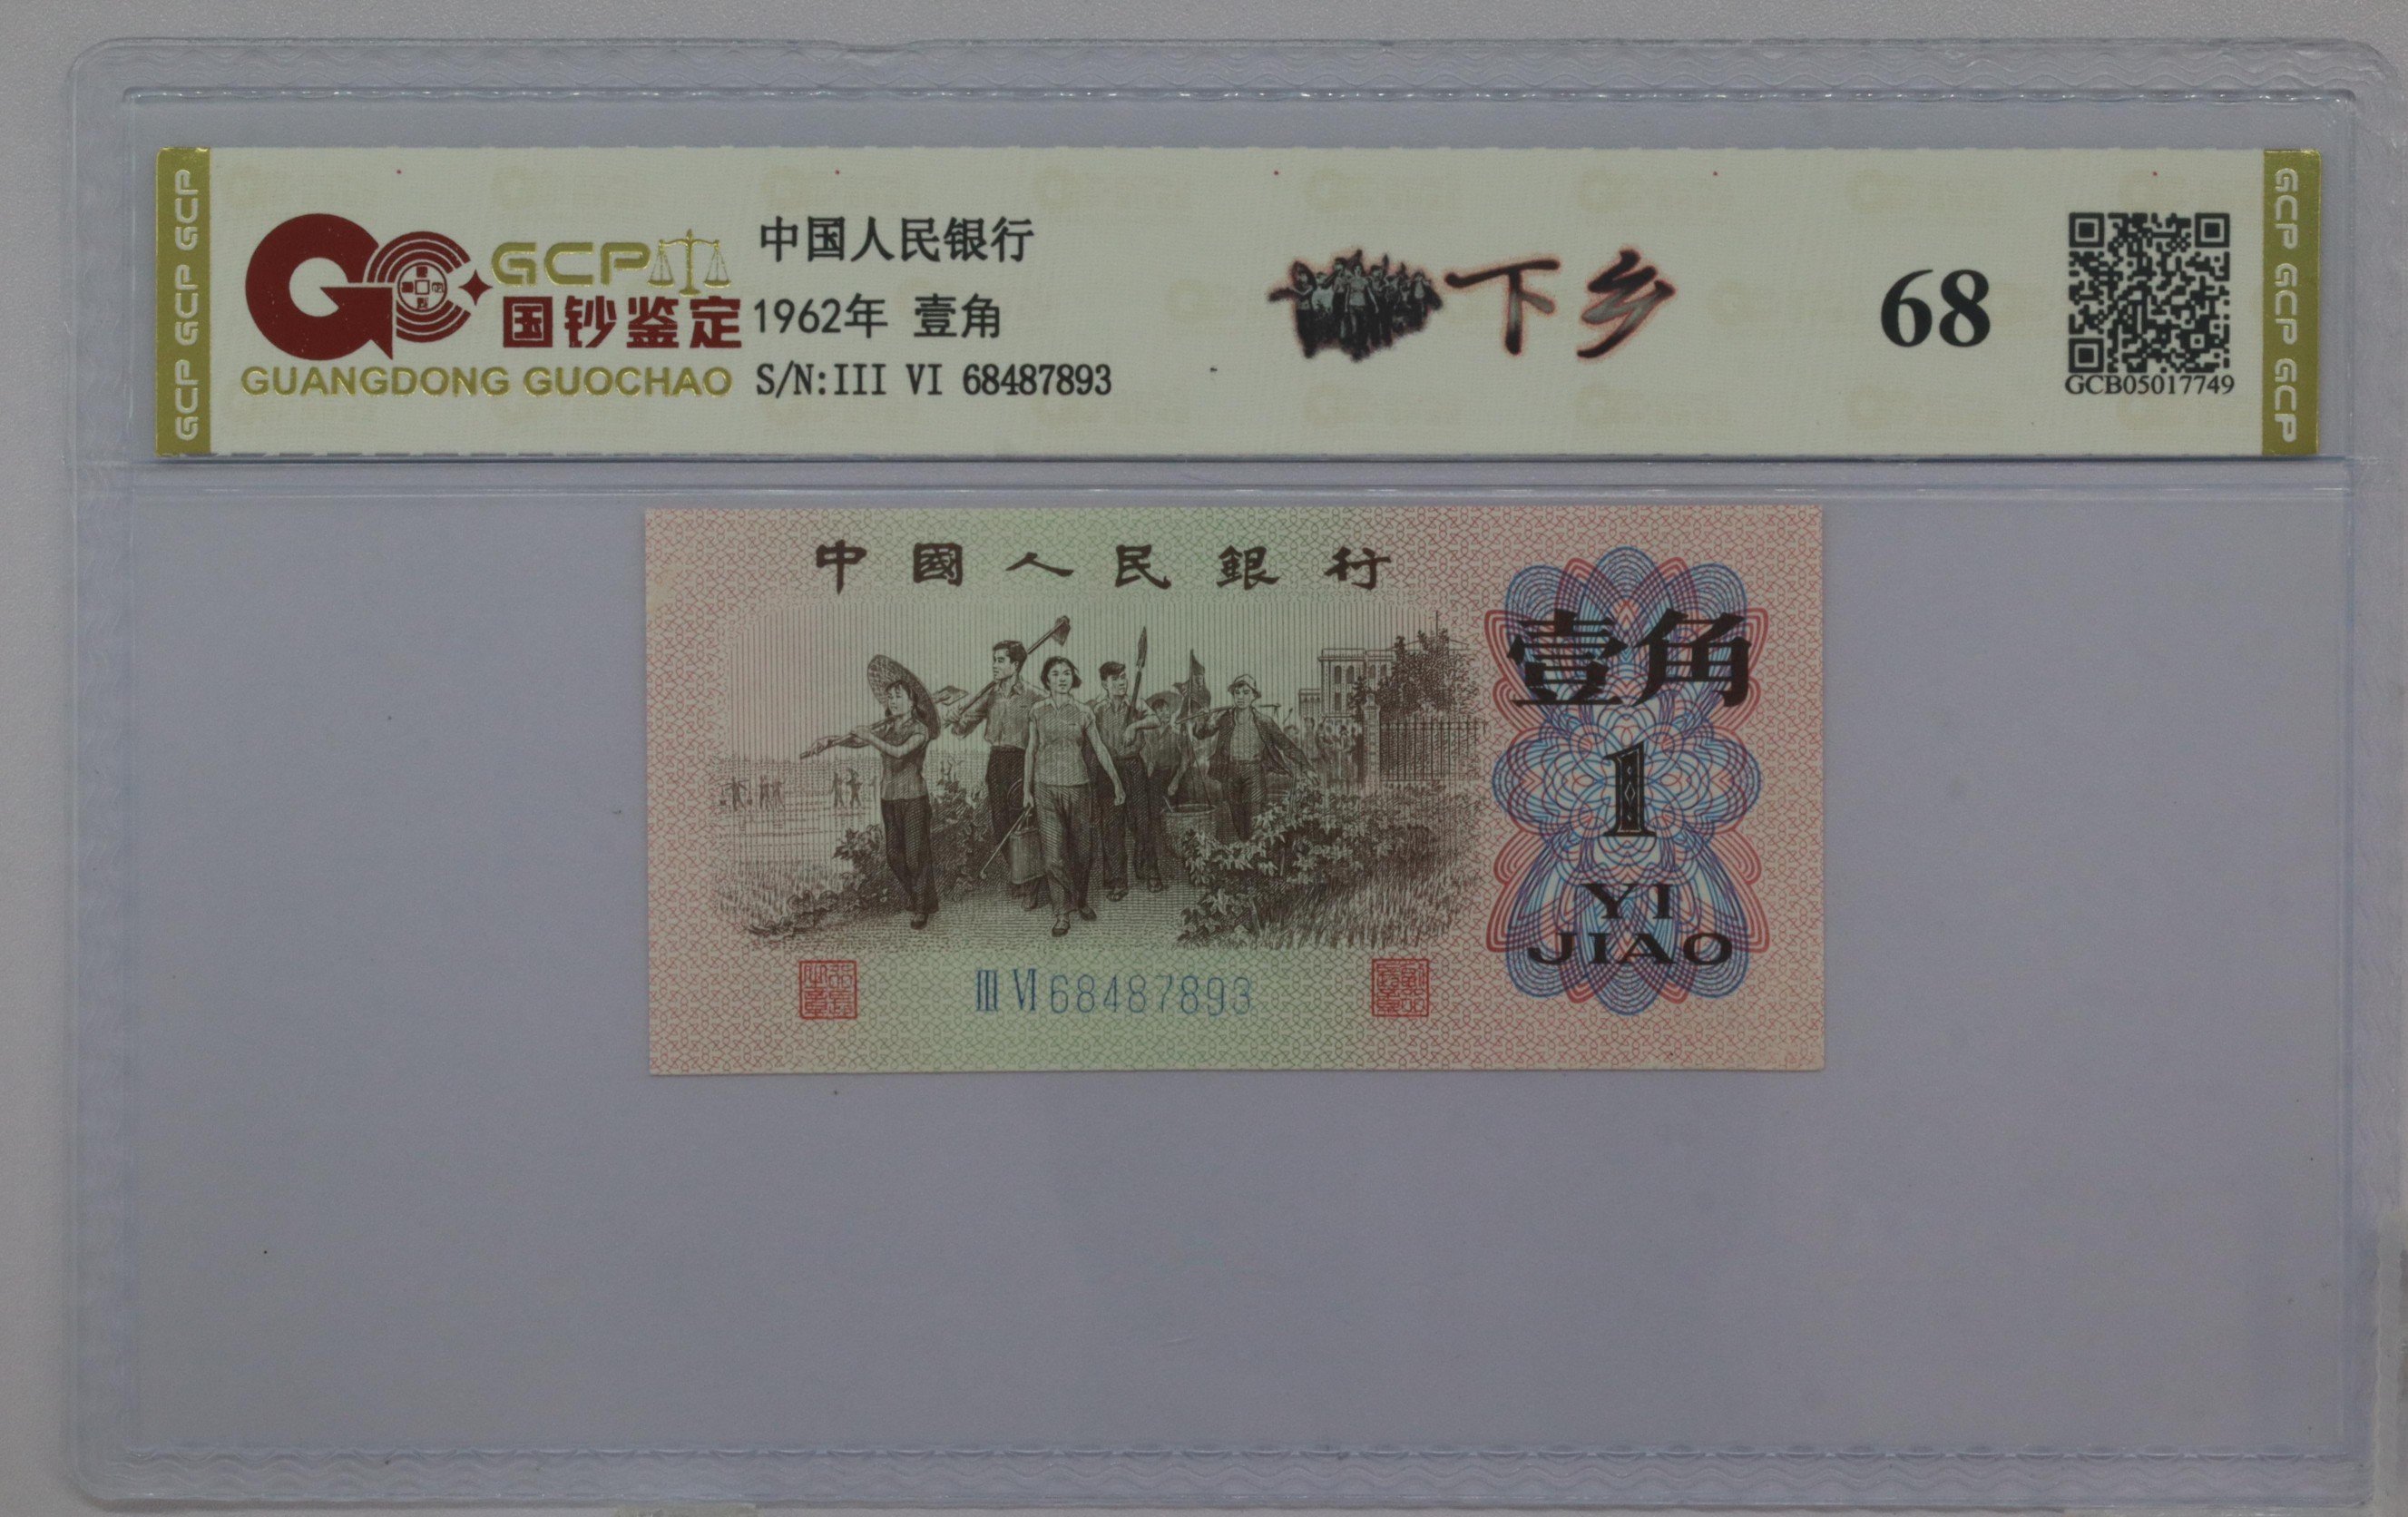 GCP GCP GCP
GCP
国钞鉴定
GUANGDONG GUOCHAO
中国人民银行
1962年 壹角
S/N:III VI 68487893
下乡
68
GCB05017749
GCP GCP GCP
中國人民銀行
壹角
1
YI
JIAO
III VI 68487893